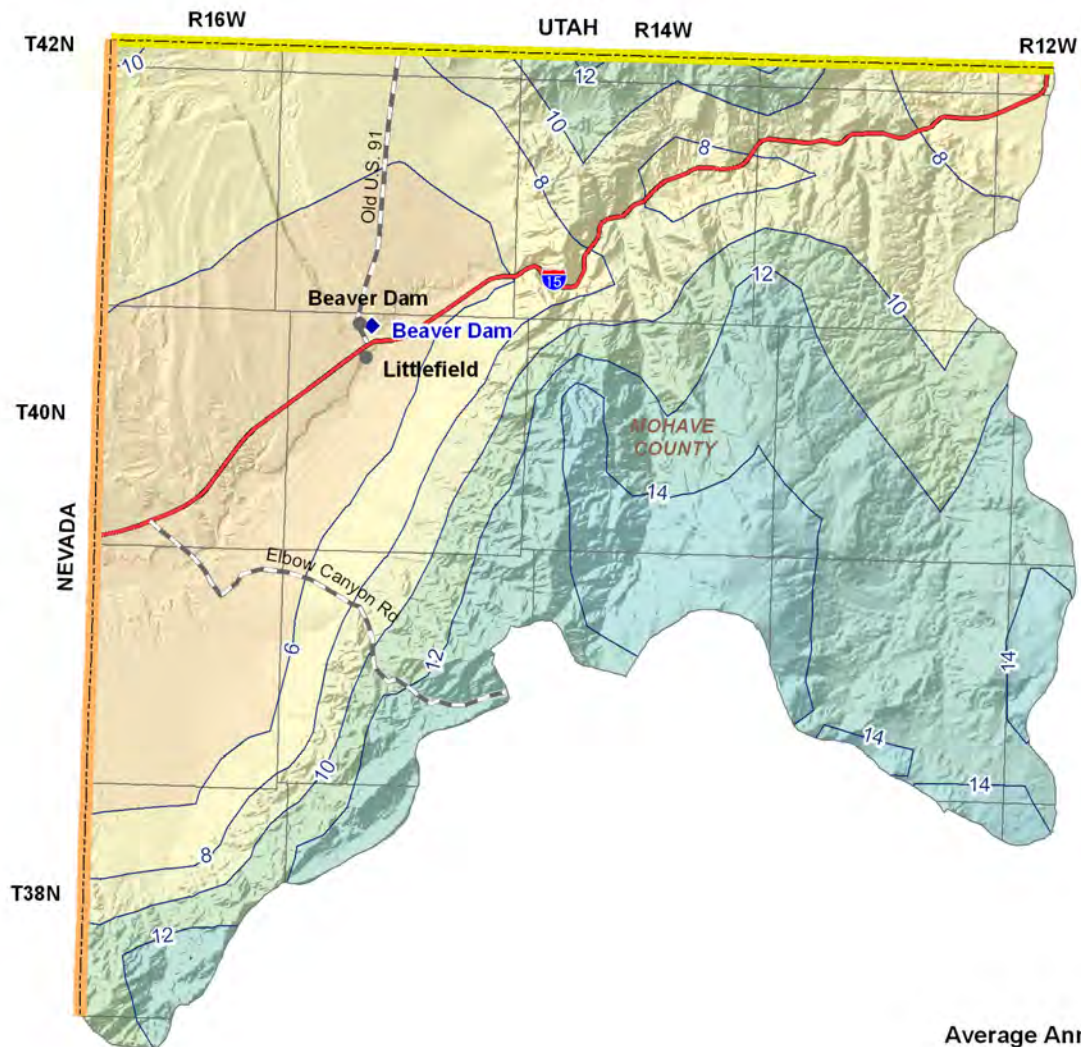 R16W
UTAH
R14W
R12W
T42N
10
12
10
8
8
8
Old U.S. 91
12
10
15
Beaver Dam
Beaver Dam
Littlefield
T40N
MOHAVE
COUNTY
14
NEVADA
Elbow Canyon Rd
6
12
14
14
10
14
8
T38N
12
Average Ann